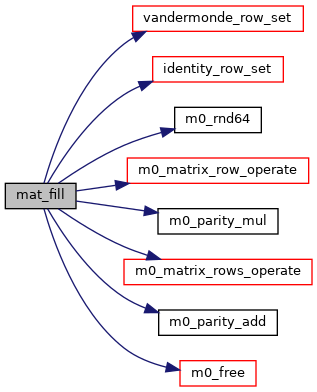 vandermonde_row_set
identity_row_set
m0_rnd64
m0_matrix_row_operate
mat_fill
m0_parity_mul
m0_matrix_rows_operate
m0_parity_add
m0_free